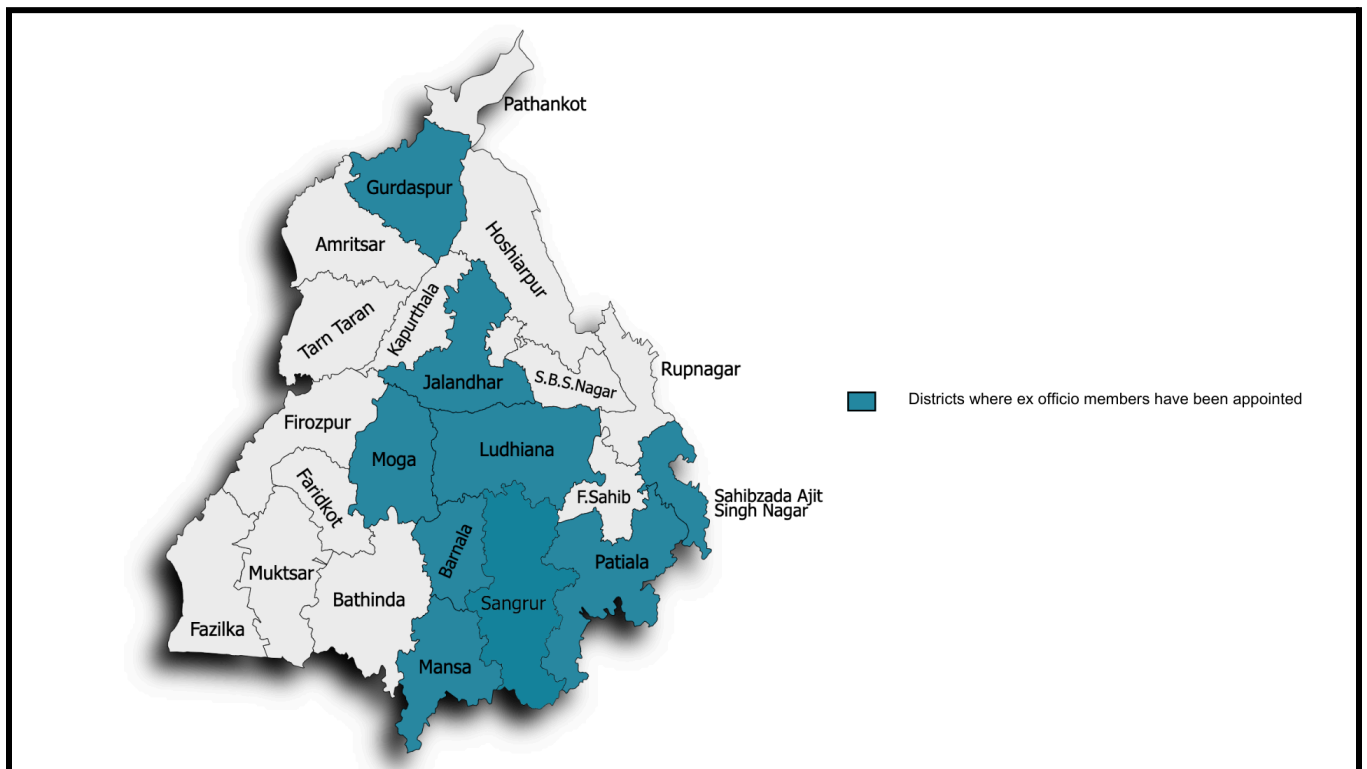 Pathankot
Gurdaspur
Amritsar
Hoshiarpur
Tarn Taran
Kapurthala
Rupnagar
Jalandhar
S.B.S.Nagar
Districts where ex officio members have been appointed
Firozpur
Moga
Ludhiana
Faridkot
F.Sahib
Sahibzada Ajit
Singh Nagar
Barnala
Patiala
Muktsar
Bathinda
Sangrur
Fazilka
Mansa